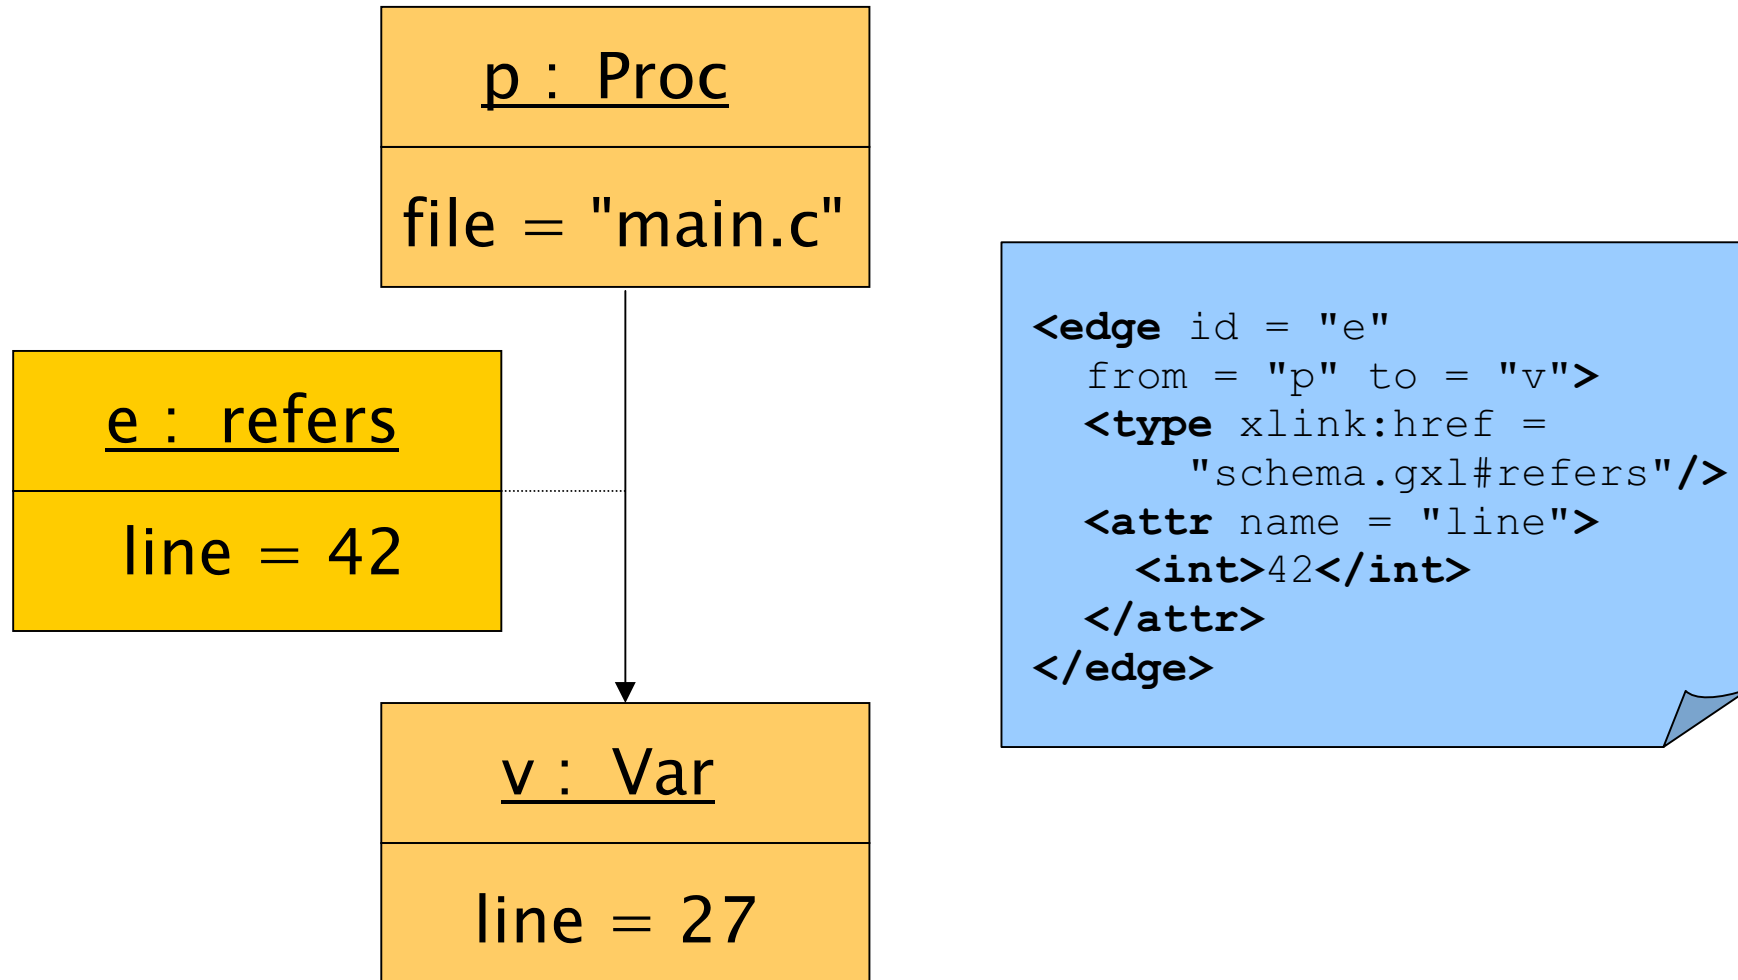 p : Proc
file = "main.c"
e : refers
line = 42
v : Var
line = 27
<edge id = "e"
from = "p" to = "v">
<type xlink:href =
"schema.gxl#refers"/>
<attr name = "line">
<int>42</int>
</attr>
</edge>